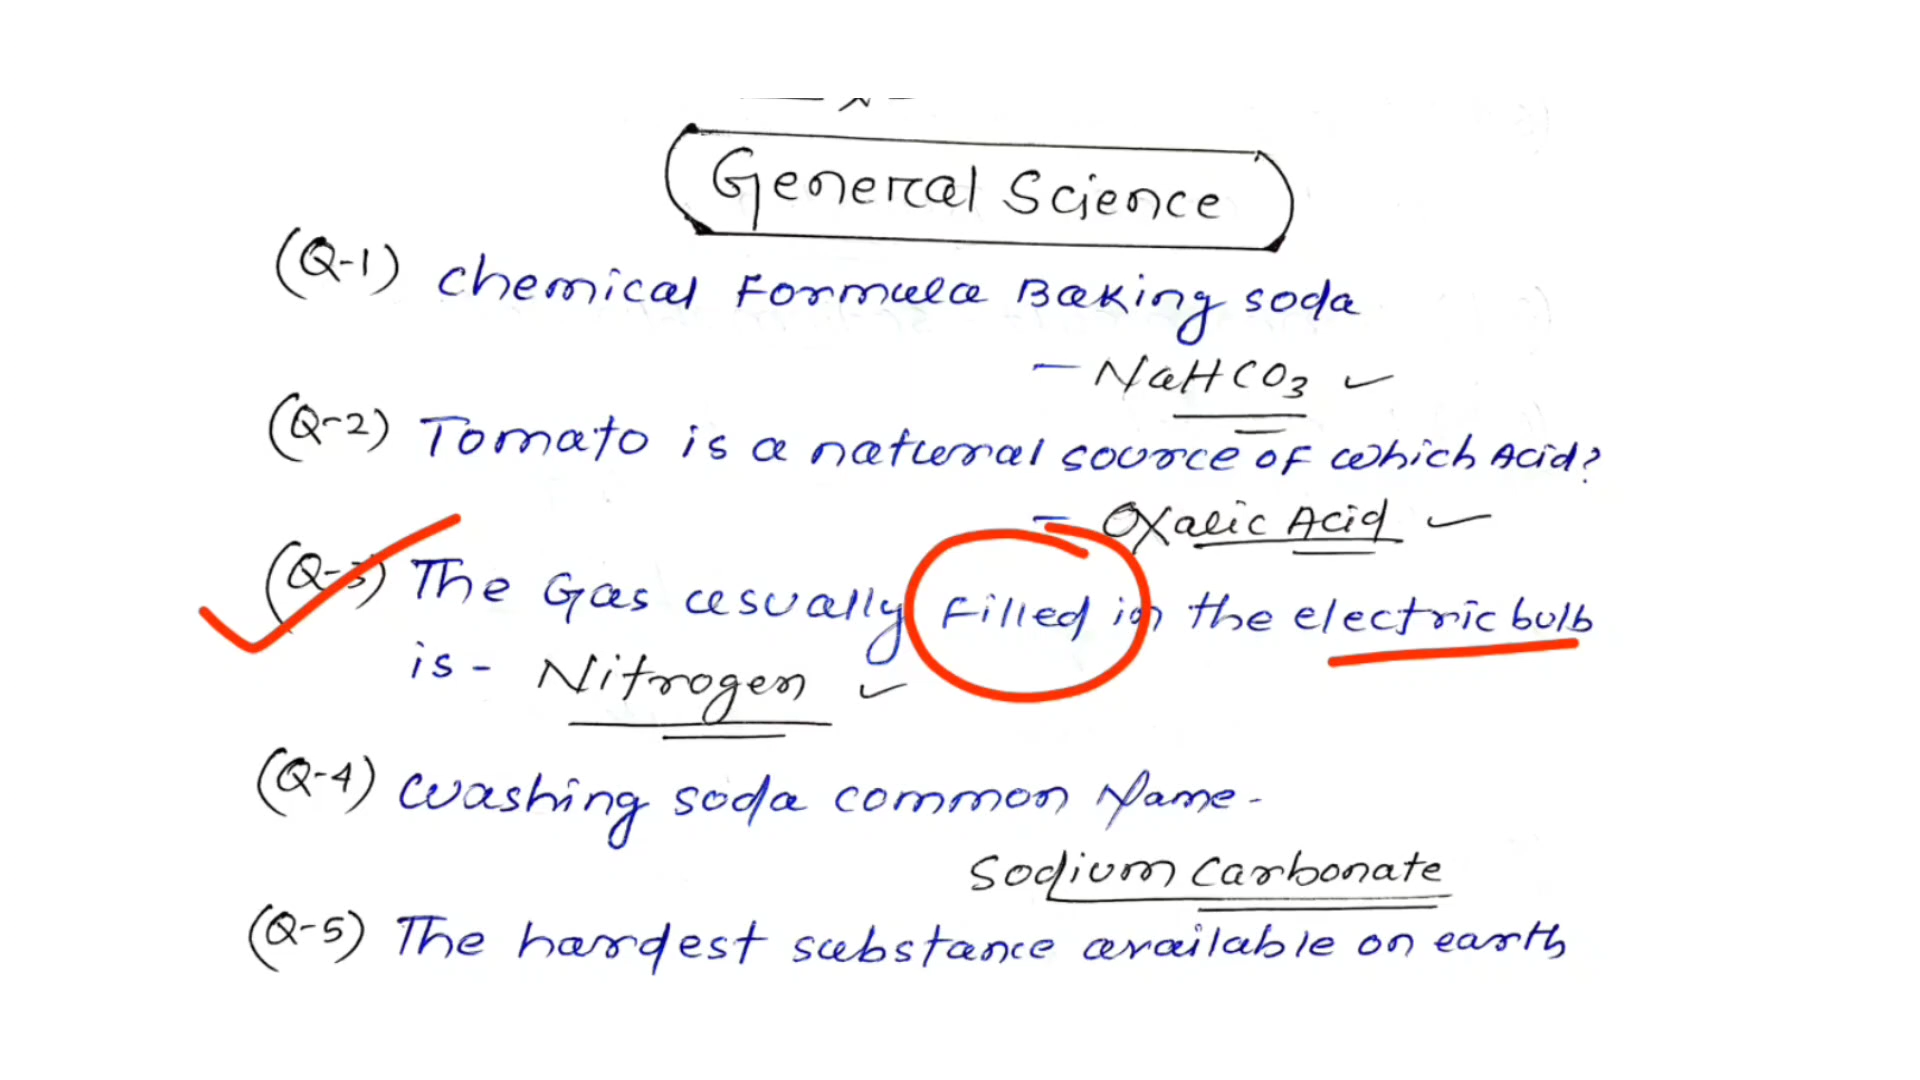 General Science
(Q-1) Chemical Formula Baking soda
- NaHCO3 ✓
(Q-2) Tomato is a natural source of which Acid?
- Oxalic Acid ✓
(Q-3) The Gas usually Filled in the electric bulb
is - Nitrogen ✓
(Q-4) Washing soda common Name -
Sodium Carbonate
(Q-5) The hardest substance available on earth